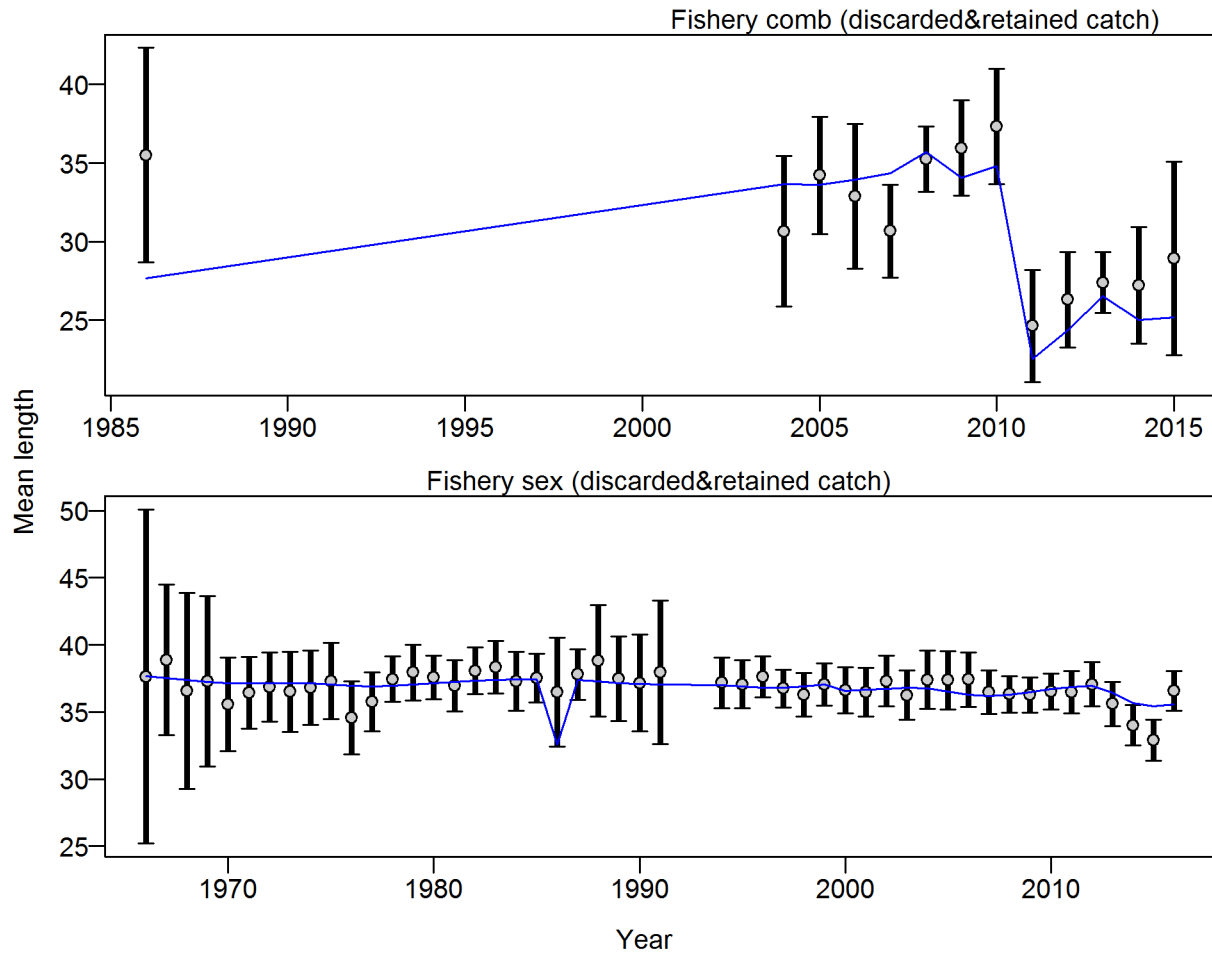 Fishery comb (discarded&retained catch)
40
35
30
25
1985 1990 1995 2000 2005 2010 2015
Mean length
Fishery sex (discarded&retained catch)
50
45
40
35
30
25
1970 1980 1990 2000 2010
Year